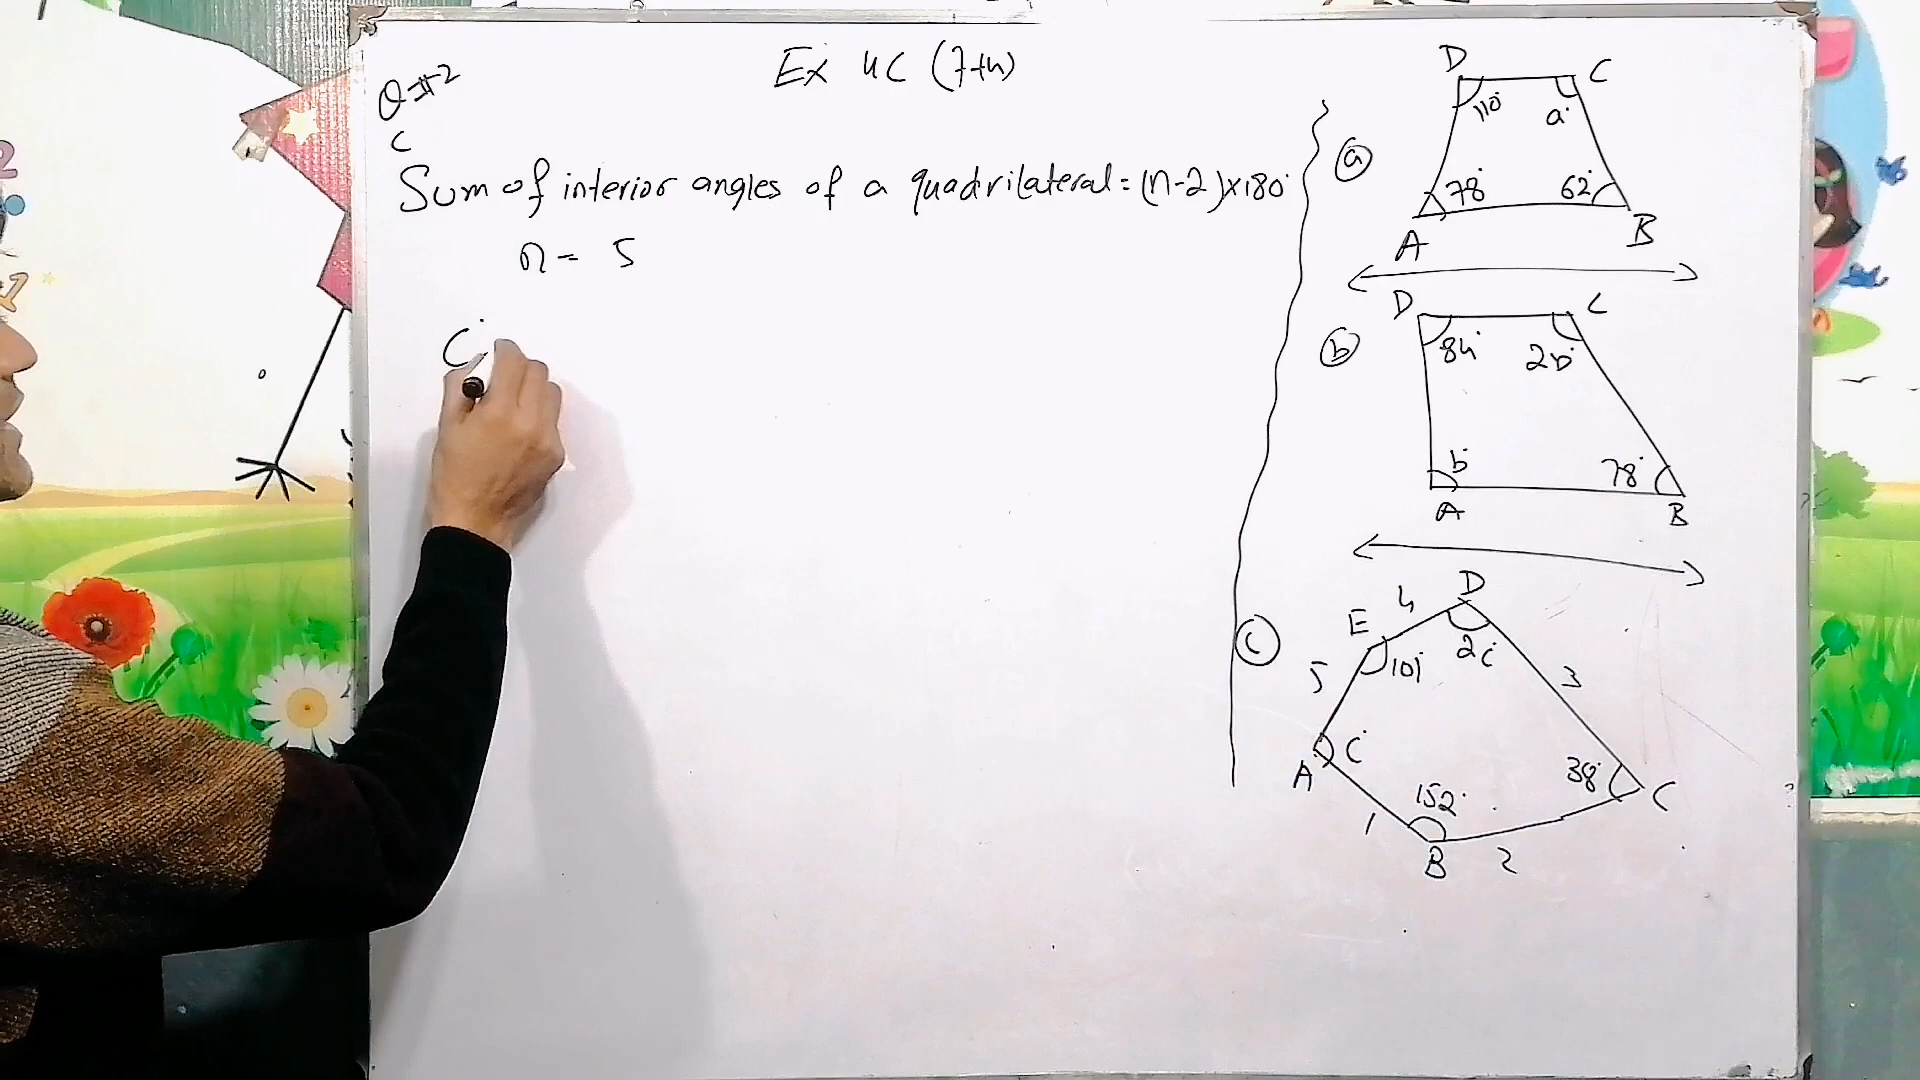 Ex 4C (7th)
Q#2
C
Sum of interior angles of a quadrilateral = (n-2)×180°
n = 5
C°
a
D C
110° a°
78° 62°
A B
b
D C
84° 2b°
b° 78°
A B
c
D
4
E
2c°
101°
5 3
c° 38°
A C
152°
1
B 2